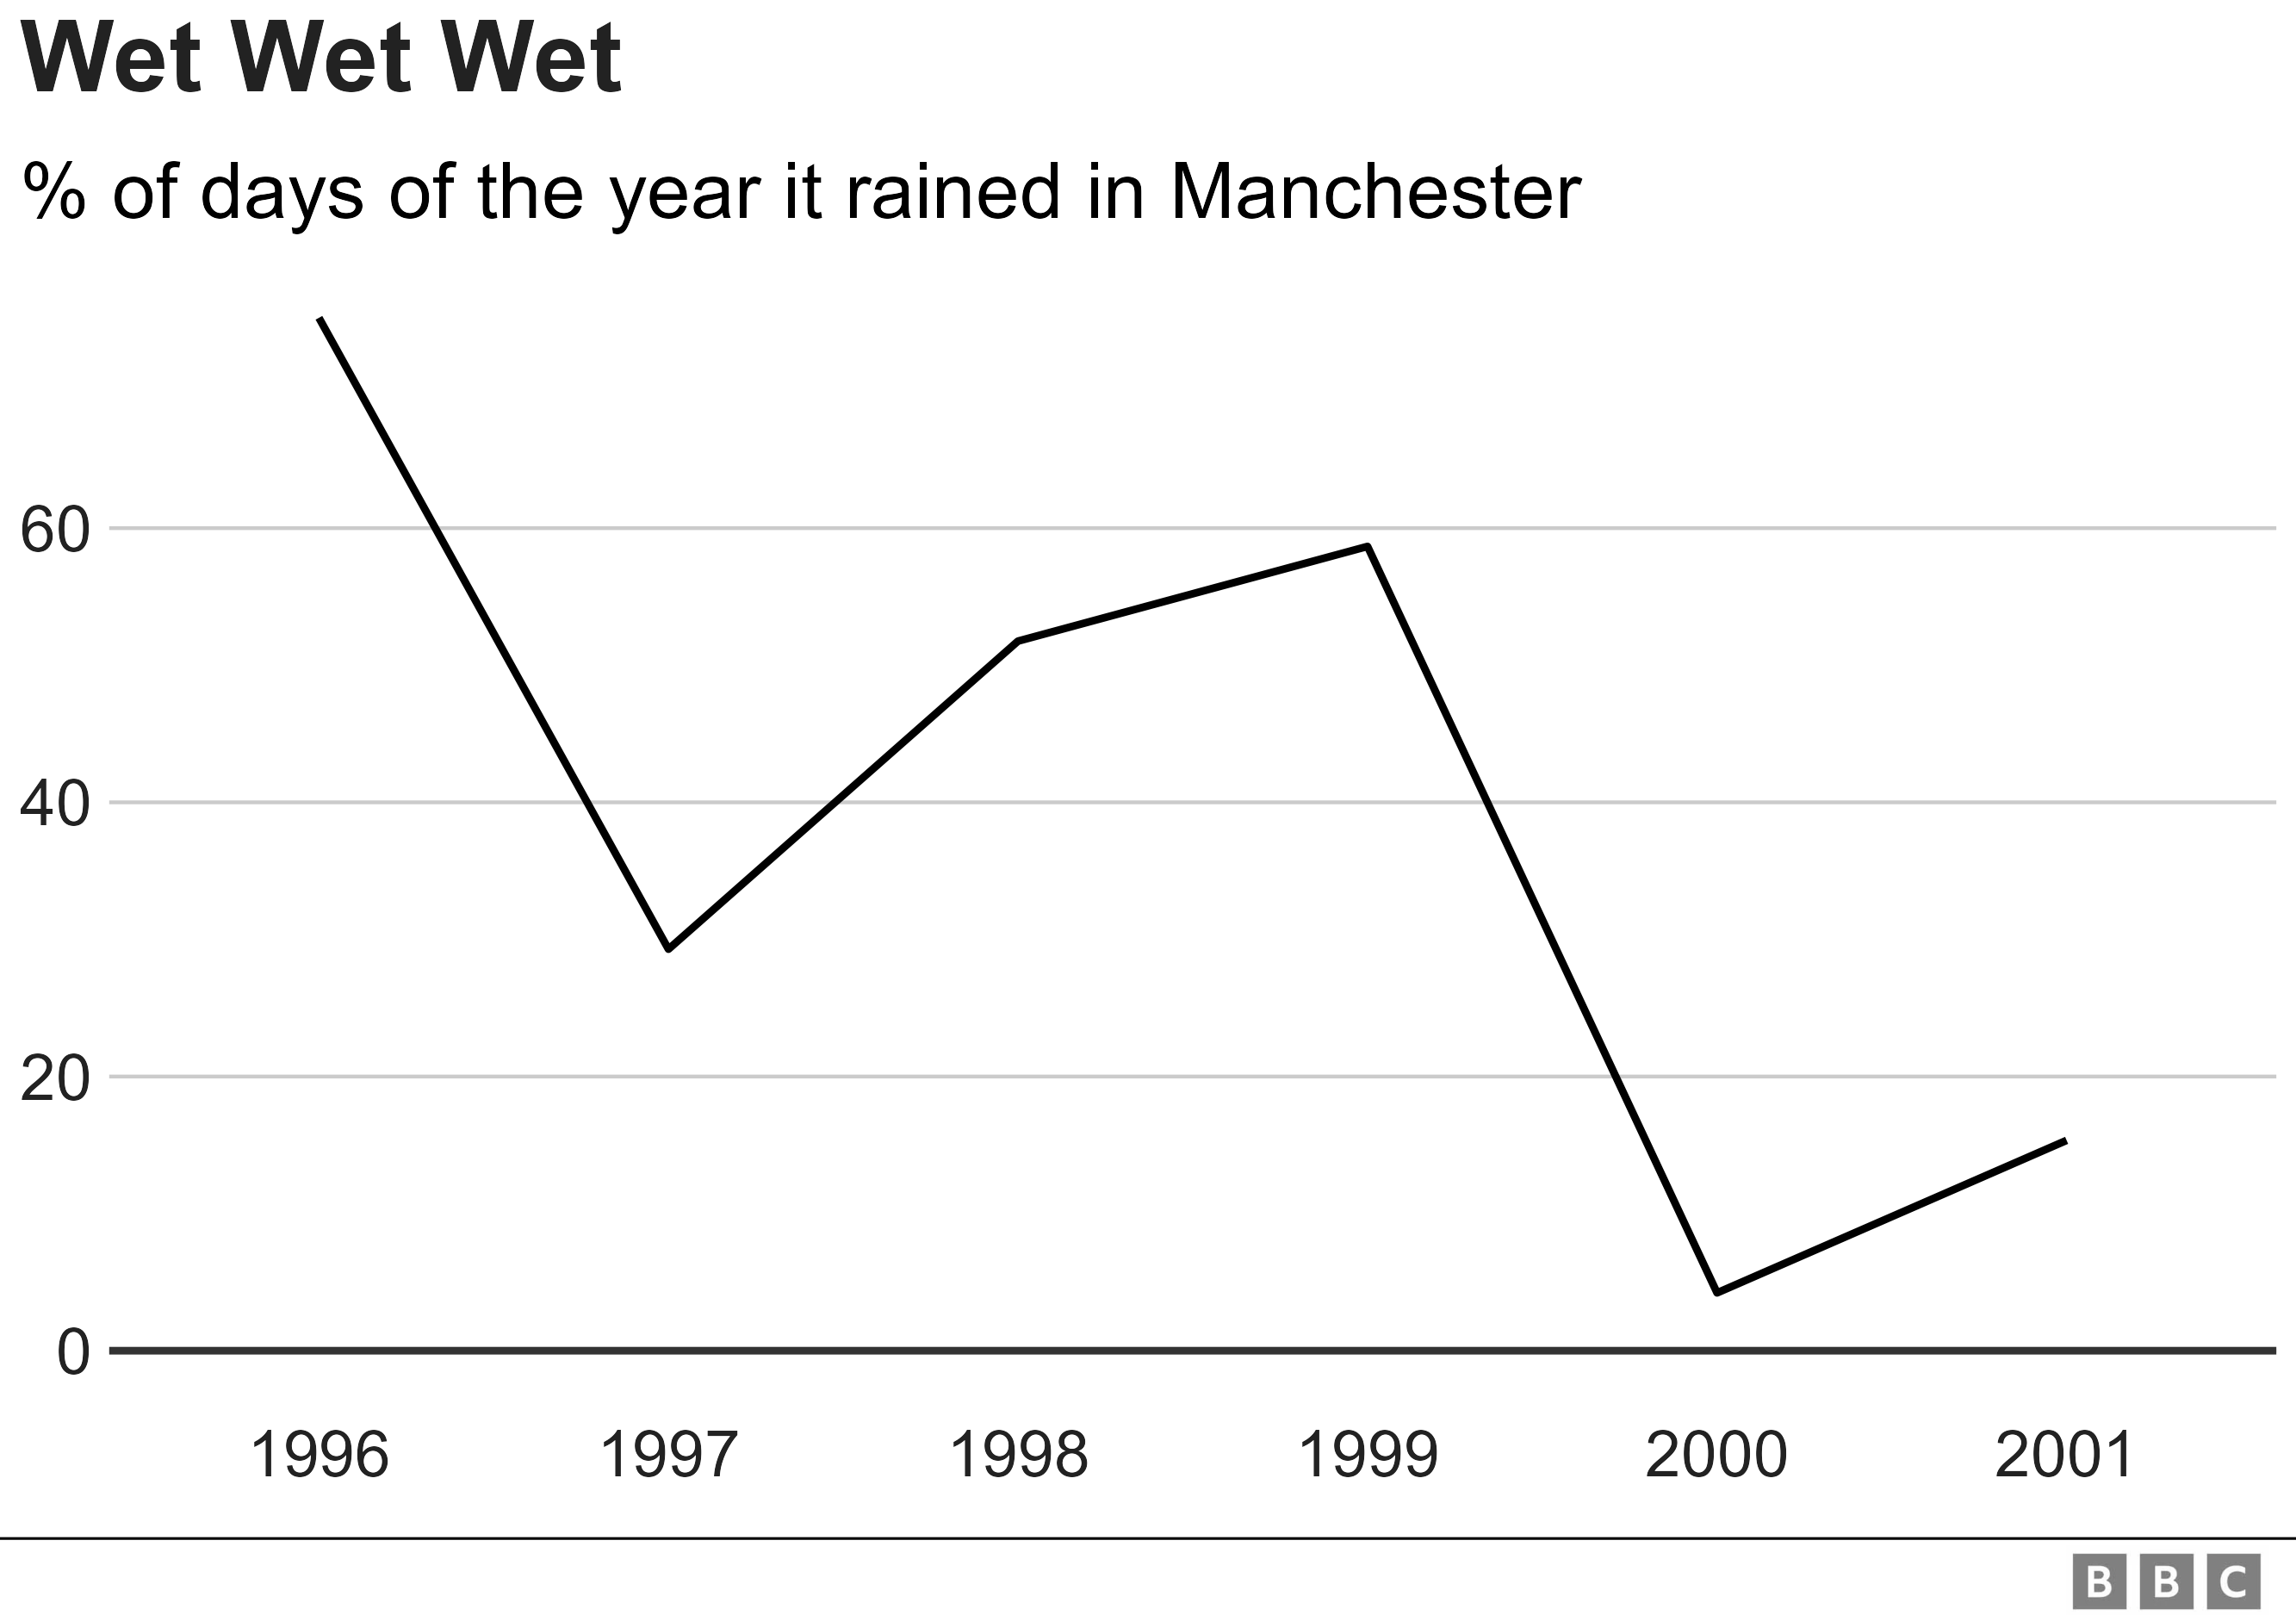 Wet Wet Wet
% of days of the year it rained in Manchester
60
40
20
0
1996 1997 1998 1999 2000 2001
BBC